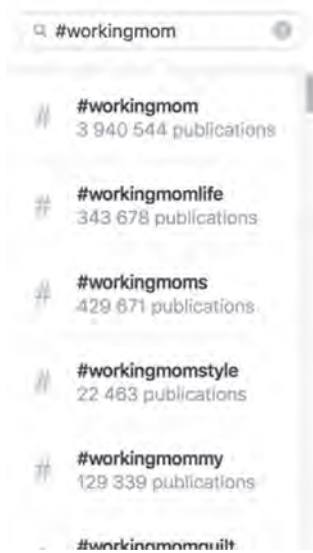 #workingmom
#workingmom
3 940 544 publications
#workingmomlife
343 678 publications
#workingmoms
429 671 publications
#workingmomstyle
22 463 publications
#workingmommy
129 339 publications
#workingmomguilt